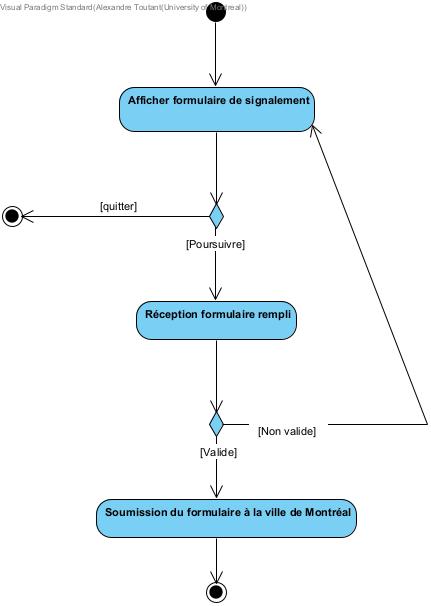 Visual Paradigm Standard(Alexandre Toutant(University of Montreal))
Afficher formulaire de signalement
[quitter]
[Poursuivre]
Réception formulaire rempli
[Non valide]
[Valide]
Soumission du formulaire à la ville de Montréal